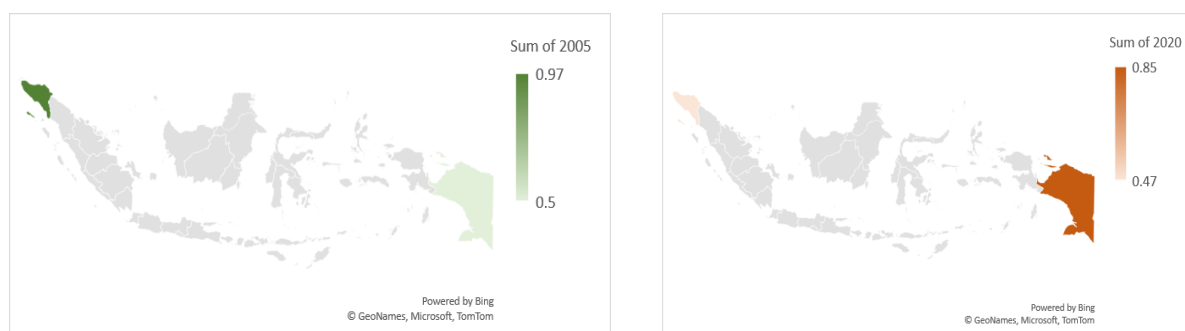 Sum of 2005
0.97
0.5
Powered by Bing
© GeoNames, Microsoft, TomTom
Sum of 2020
0.85
0.47
Powered by Bing
© GeoNames, Microsoft, TomTom